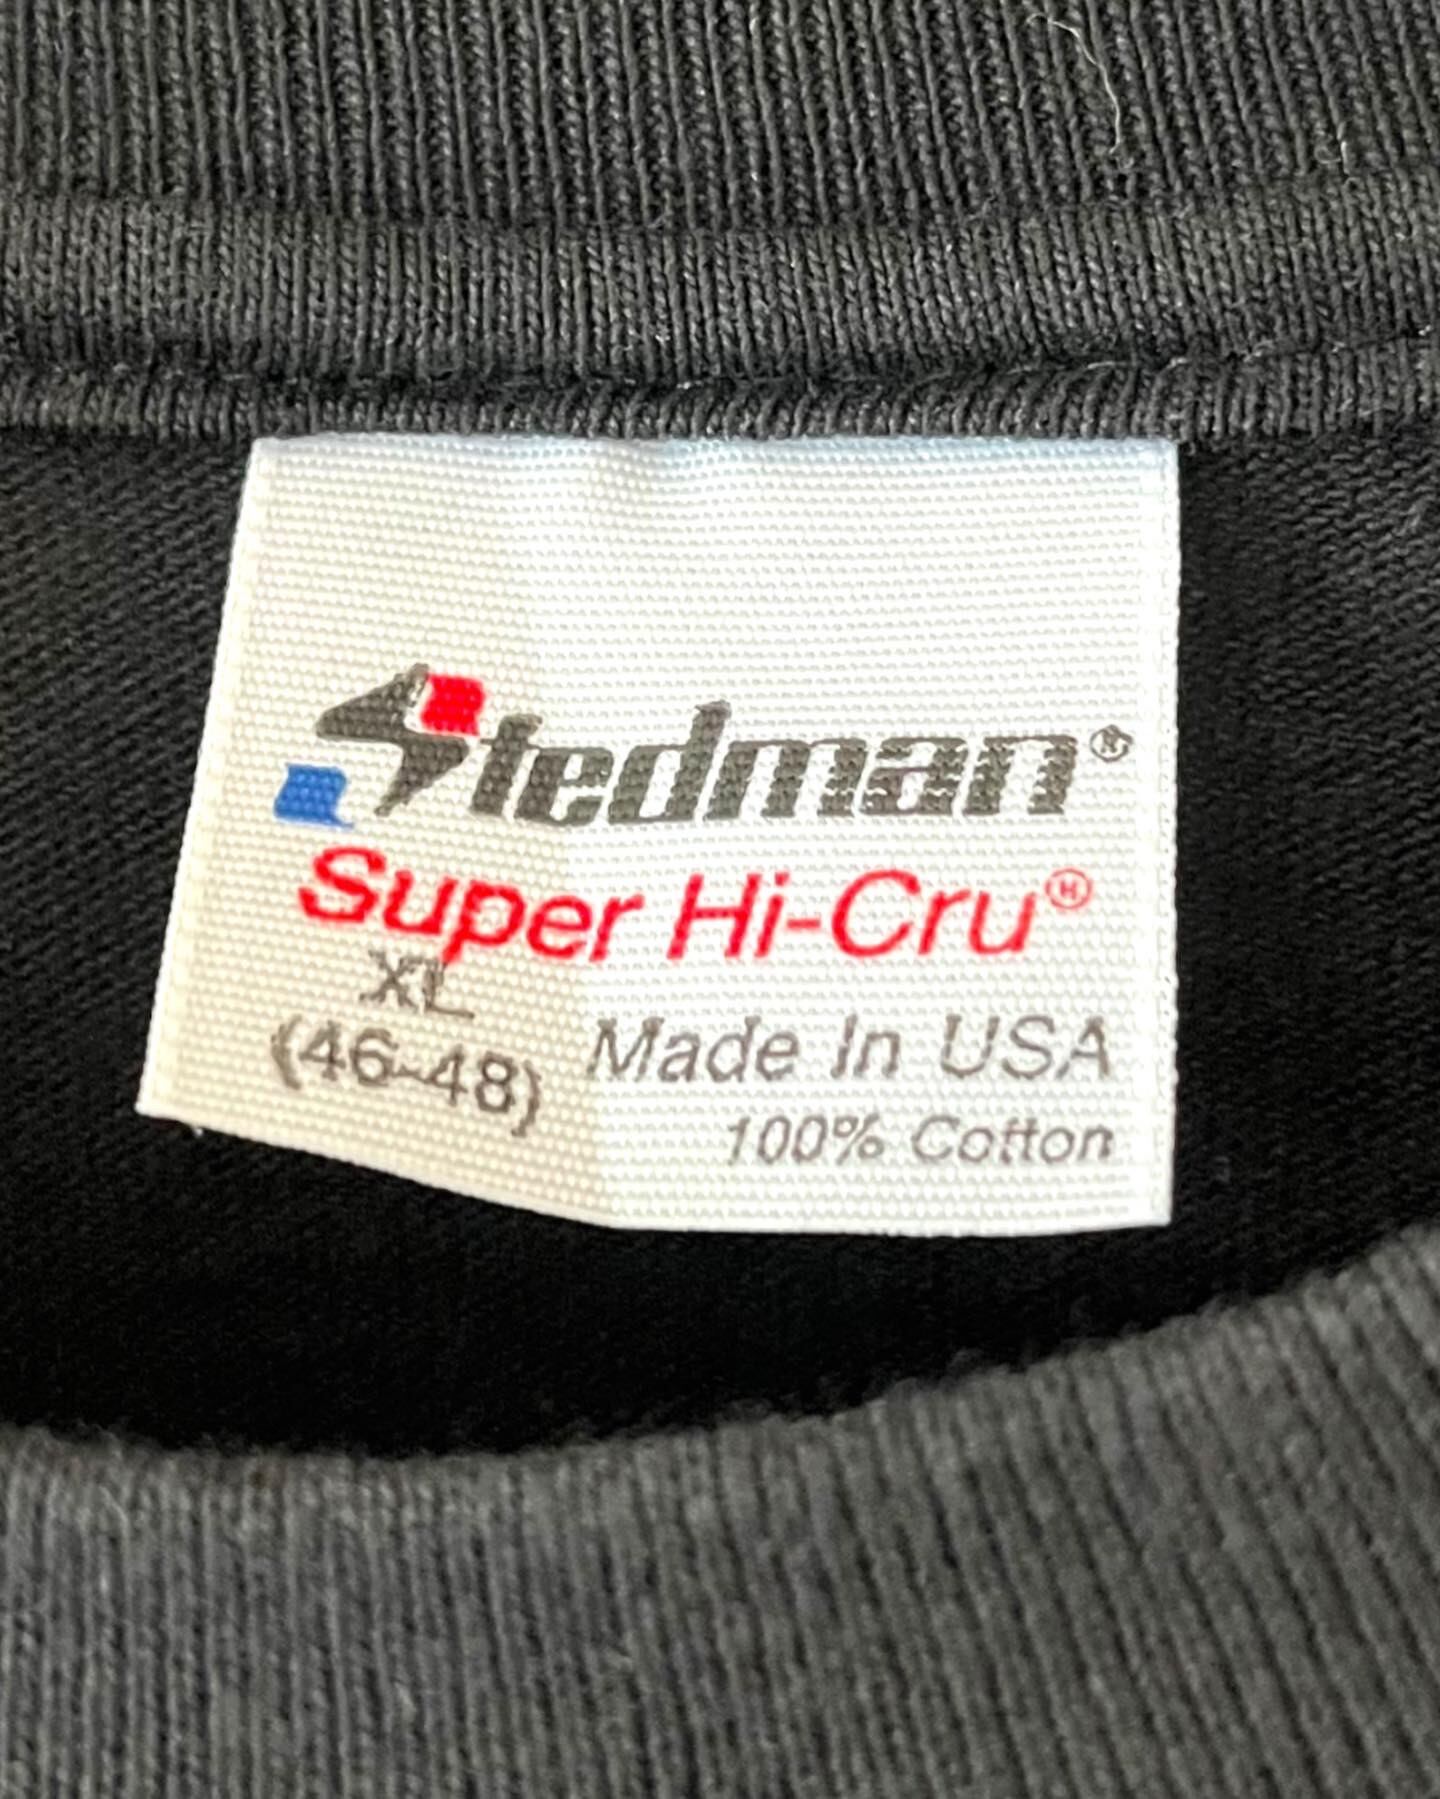 Stedman®
Super Hi-Cru®
XL
(46-48)
Made In USA
100% Cotton